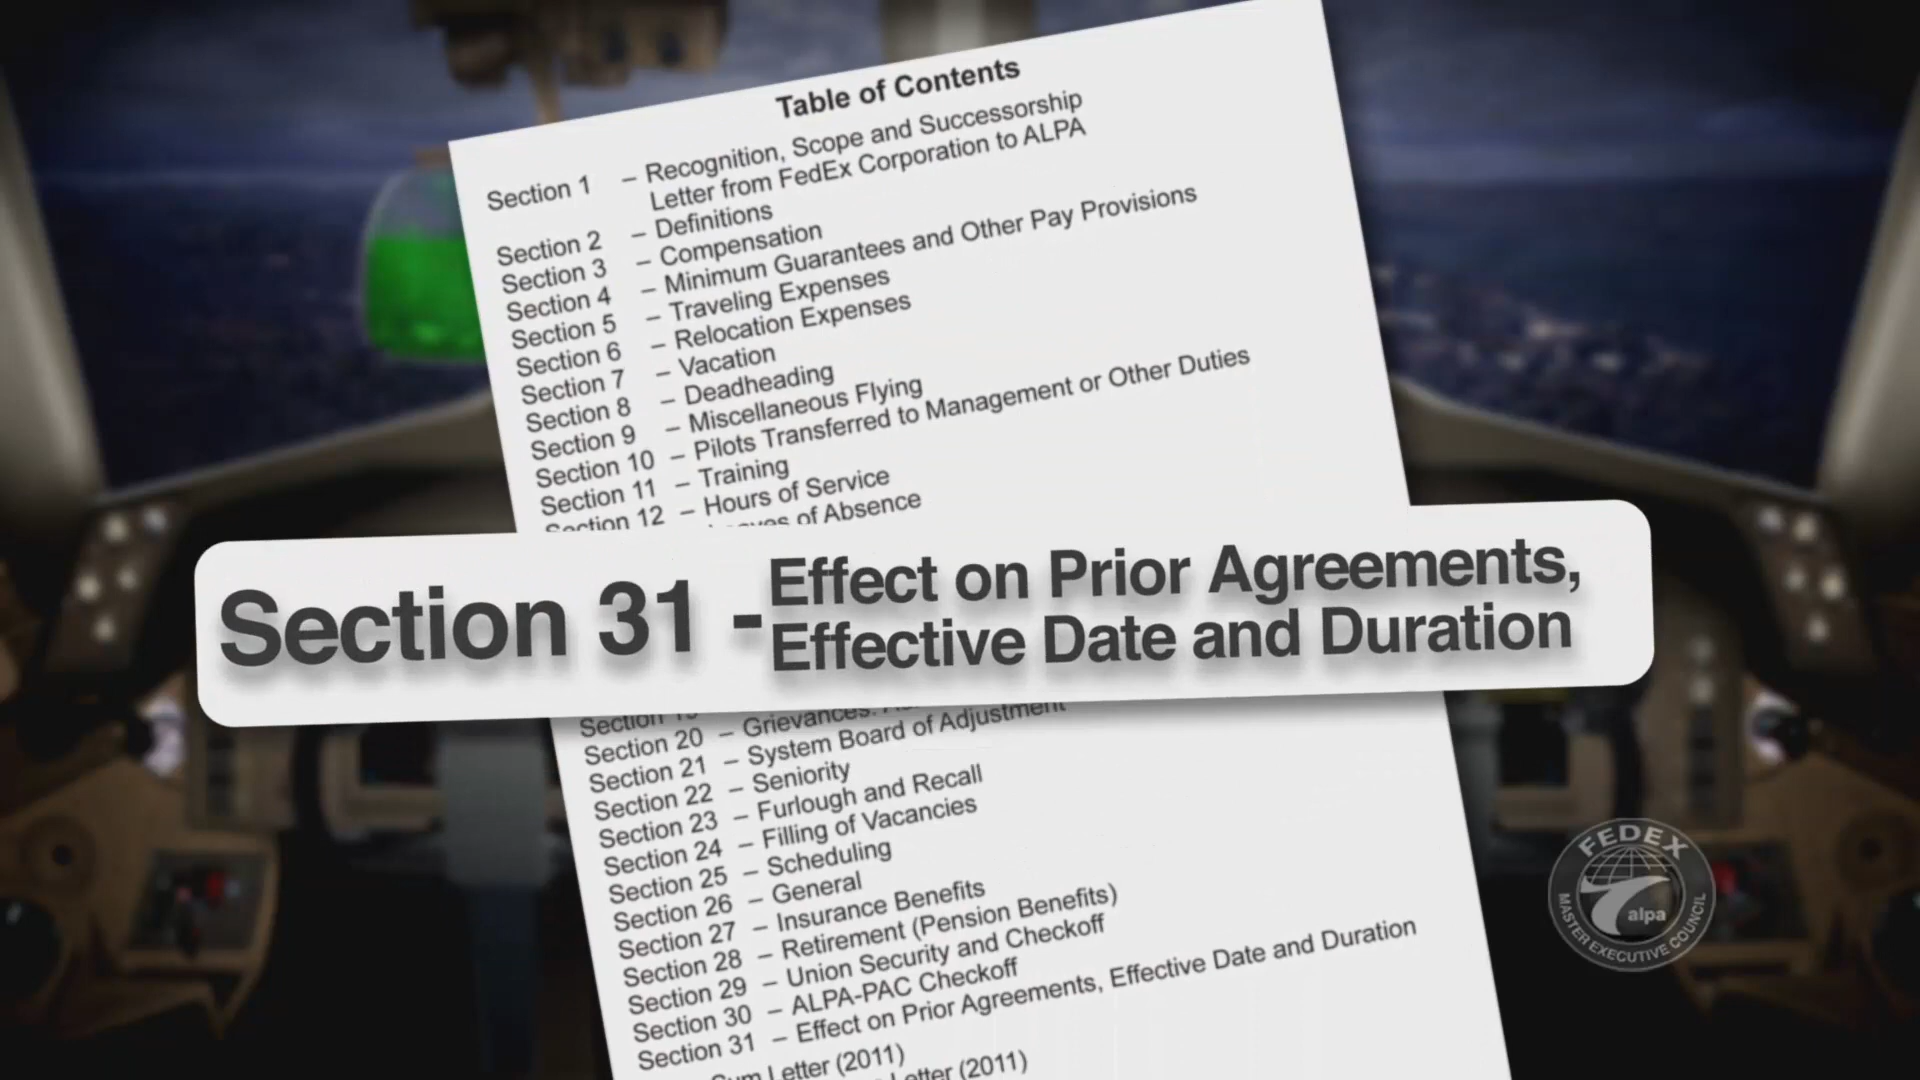 Table of Contents
Section 1 – Recognition, Scope and Successorship
Letter from FedEx Corporation to ALPA
Section 2 – Definitions
Section 3 – Compensation
Section 4 – Minimum Guarantees and Other Pay Provisions
Section 5 – Traveling Expenses
Section 6 – Relocation Expenses
Section 7 – Vacation
Section 8 – Deadheading
Section 9 – Miscellaneous Flying
Section 10 – Pilots Transferred to Management or Other Duties
Section 11 – Training
Section 12 – Hours of Service
of Absence
Section 31 - Effect on Prior Agreements,
Effective Date and Duration
Section
Section 20 – Grievances:
Section 21 – System Board of Adjustment
Section 22 – Seniority
Section 23 – Furlough and Recall
Section 24 – Filling of Vacancies
Section 25 – Scheduling
Section 26 – General
Section 27 – Insurance Benefits
Section 28 – Retirement (Pension Benefits)
Section 29 – Union Security and Checkoff
Section 30 – ALPA-PAC Checkoff
Section 31 – Effect on Prior Agreements, Effective Date and Duration
Letter (2011)
Letter (2011)
FEDEX
alpa
MASTER EXECUTIVE COUNCIL